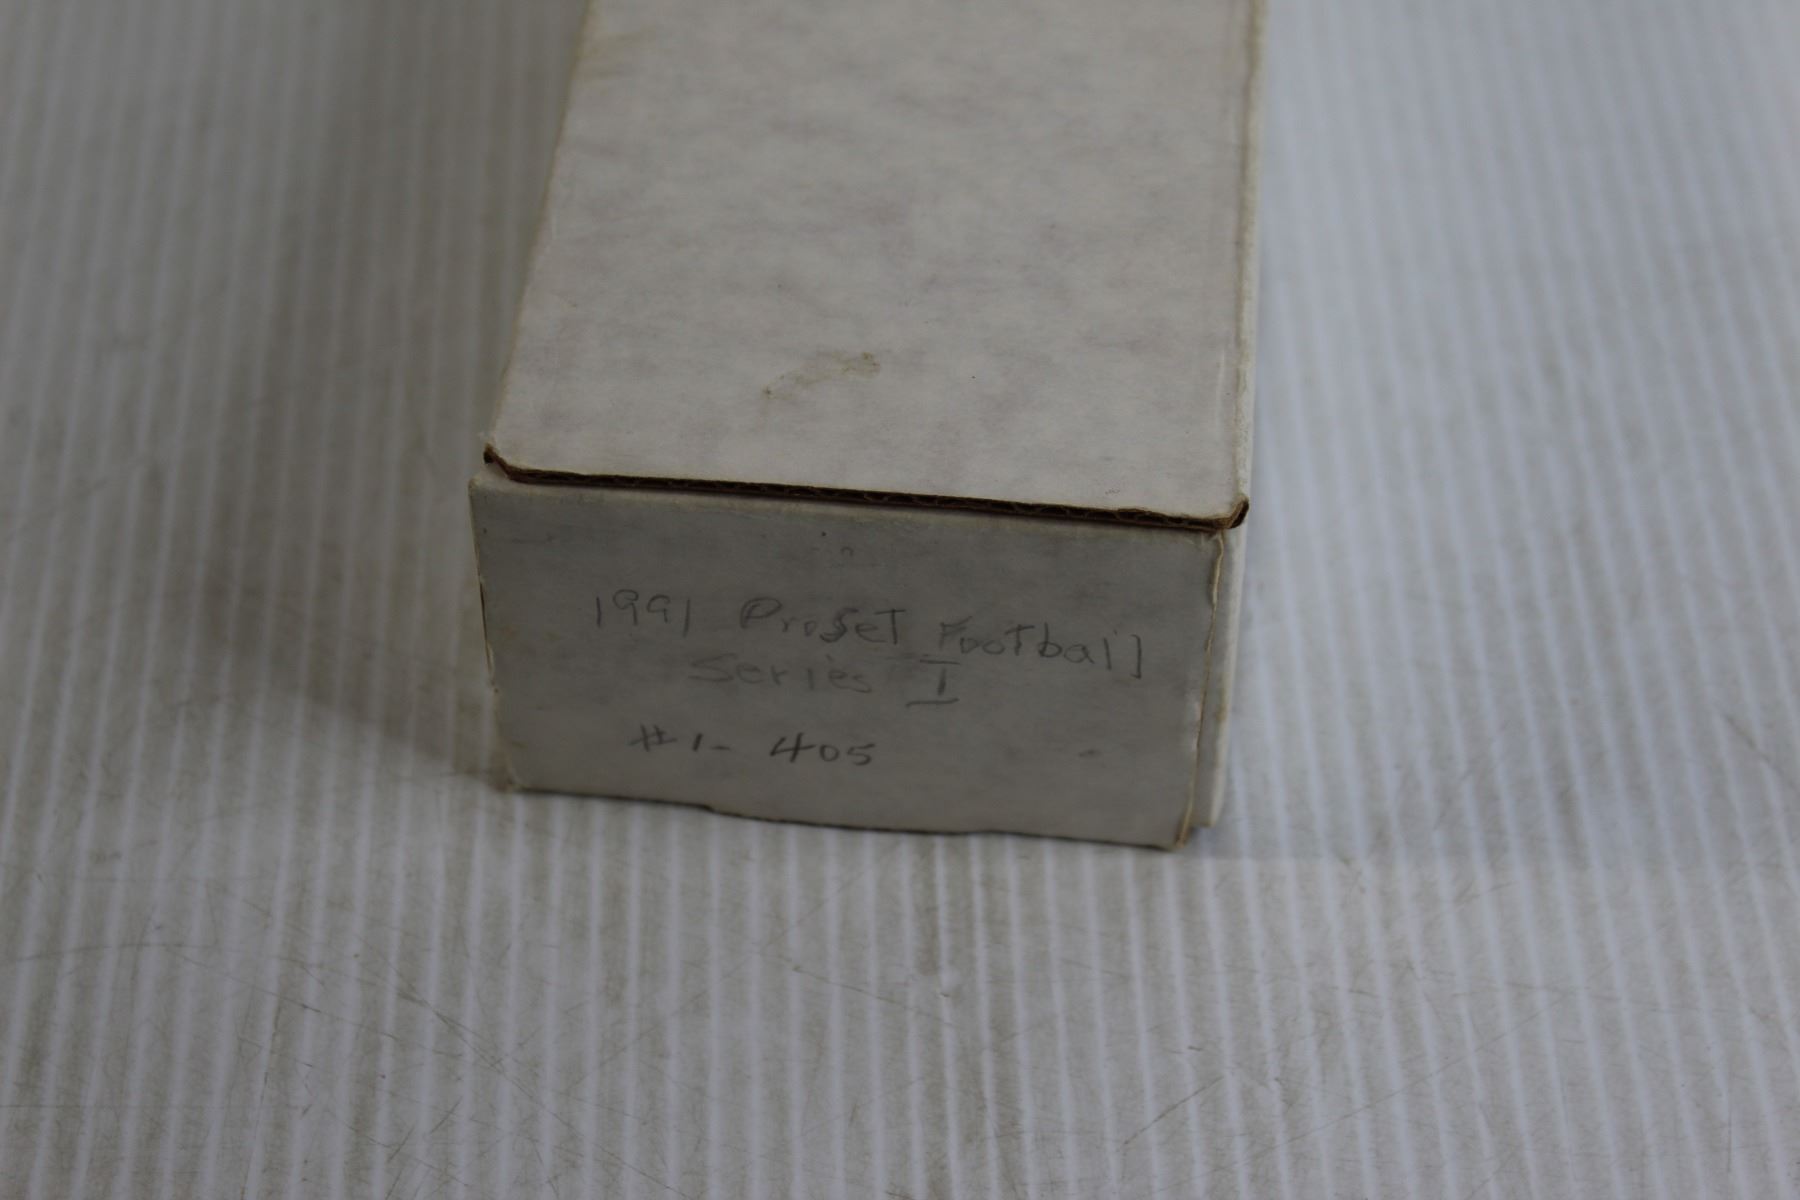 1991 ProSet Football
Series I
#1- 405